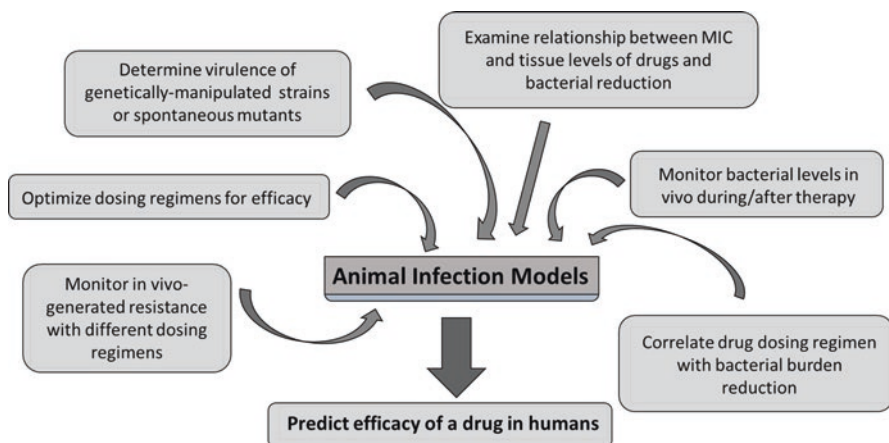 Examine relationship between MIC
and tissue levels of drugs and
bacterial reduction
Determine virulence of
genetically-manipulated strains
or spontaneous mutants
Monitor bacterial levels in
vivo during/after therapy
Optimize dosing regimens for efficacy
Animal Infection Models
Monitor in vivo-
generated resistance
with different dosing
regimens
Correlate drug dosing regimen
with bacterial burden
reduction
Predict efficacy of a drug in humans